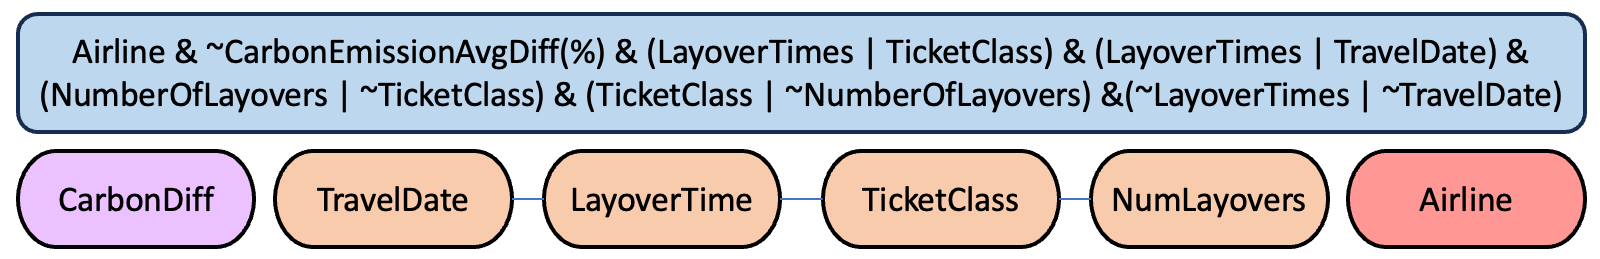 Airline & ~CarbonEmissionAvgDiff(%) & (LayoverTimes | TicketClass) & (LayoverTimes | TravelDate) &
(NumberOfLayovers | ~TicketClass) & (TicketClass | ~NumberOfLayovers) &(~LayoverTimes | ~TravelDate)
CarbonDiff TravelDate LayoverTime TicketClass NumLayovers Airline